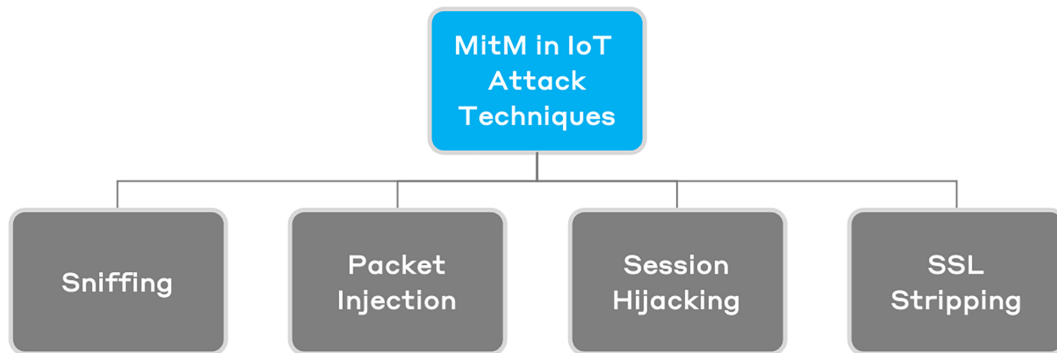 MitM in IoT
Attack
Techniques
Sniffing
Packet
Injection
Session
Hijacking
SSL
Stripping